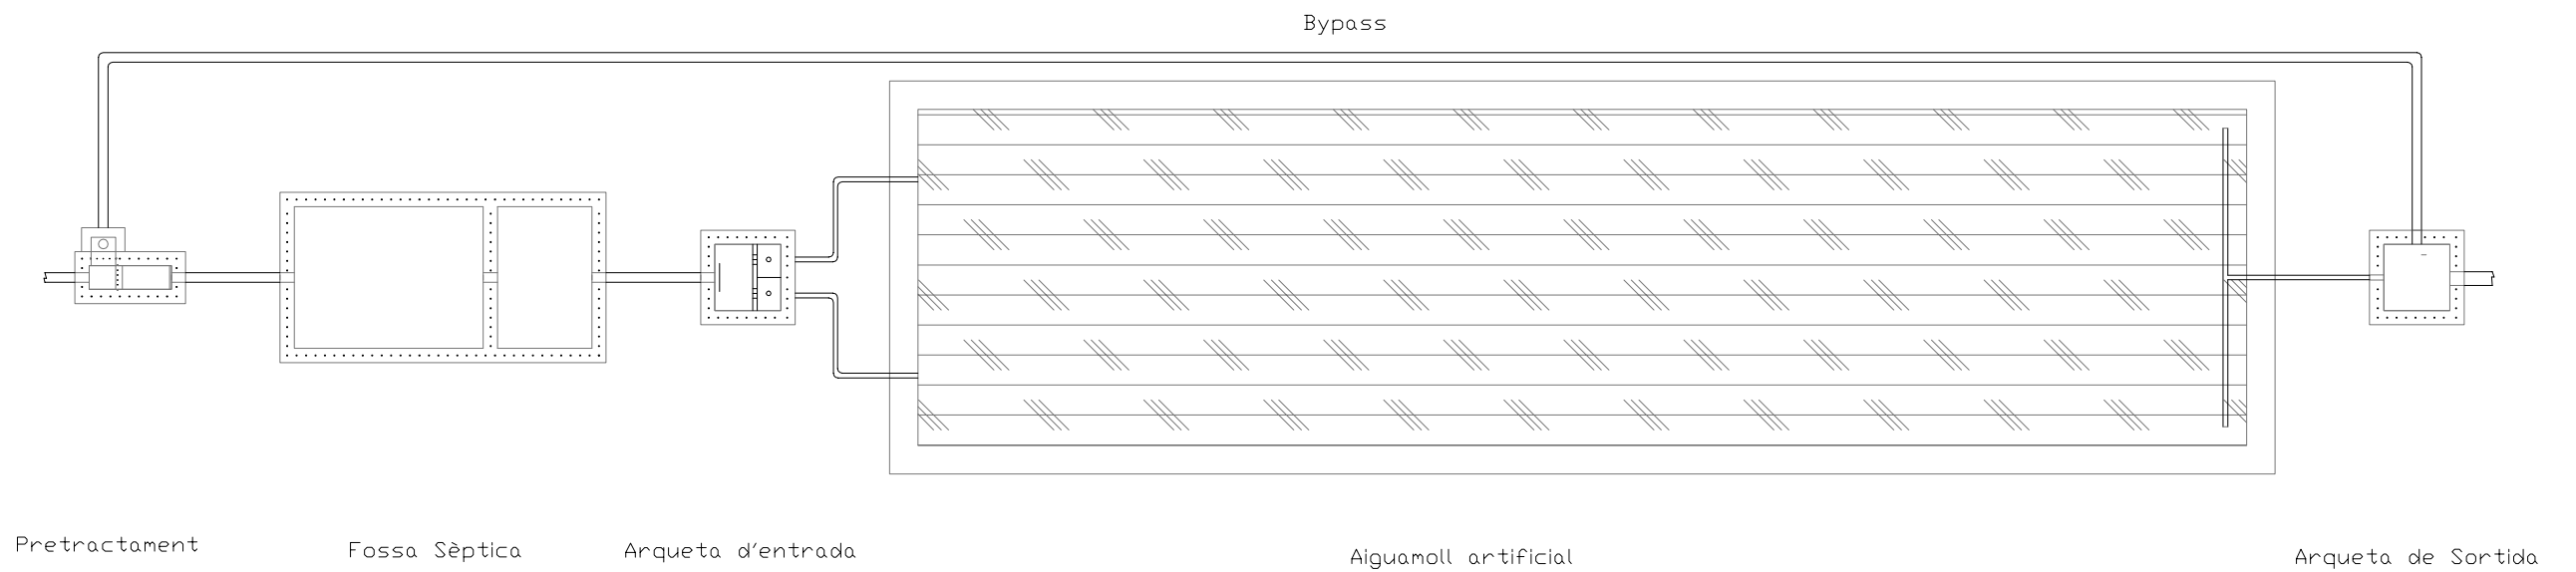 Bypass
Pretractament
Fossa Sèptica
Arqueta d'entrada
Aiguamoll artificial
Arqueta de Sortida